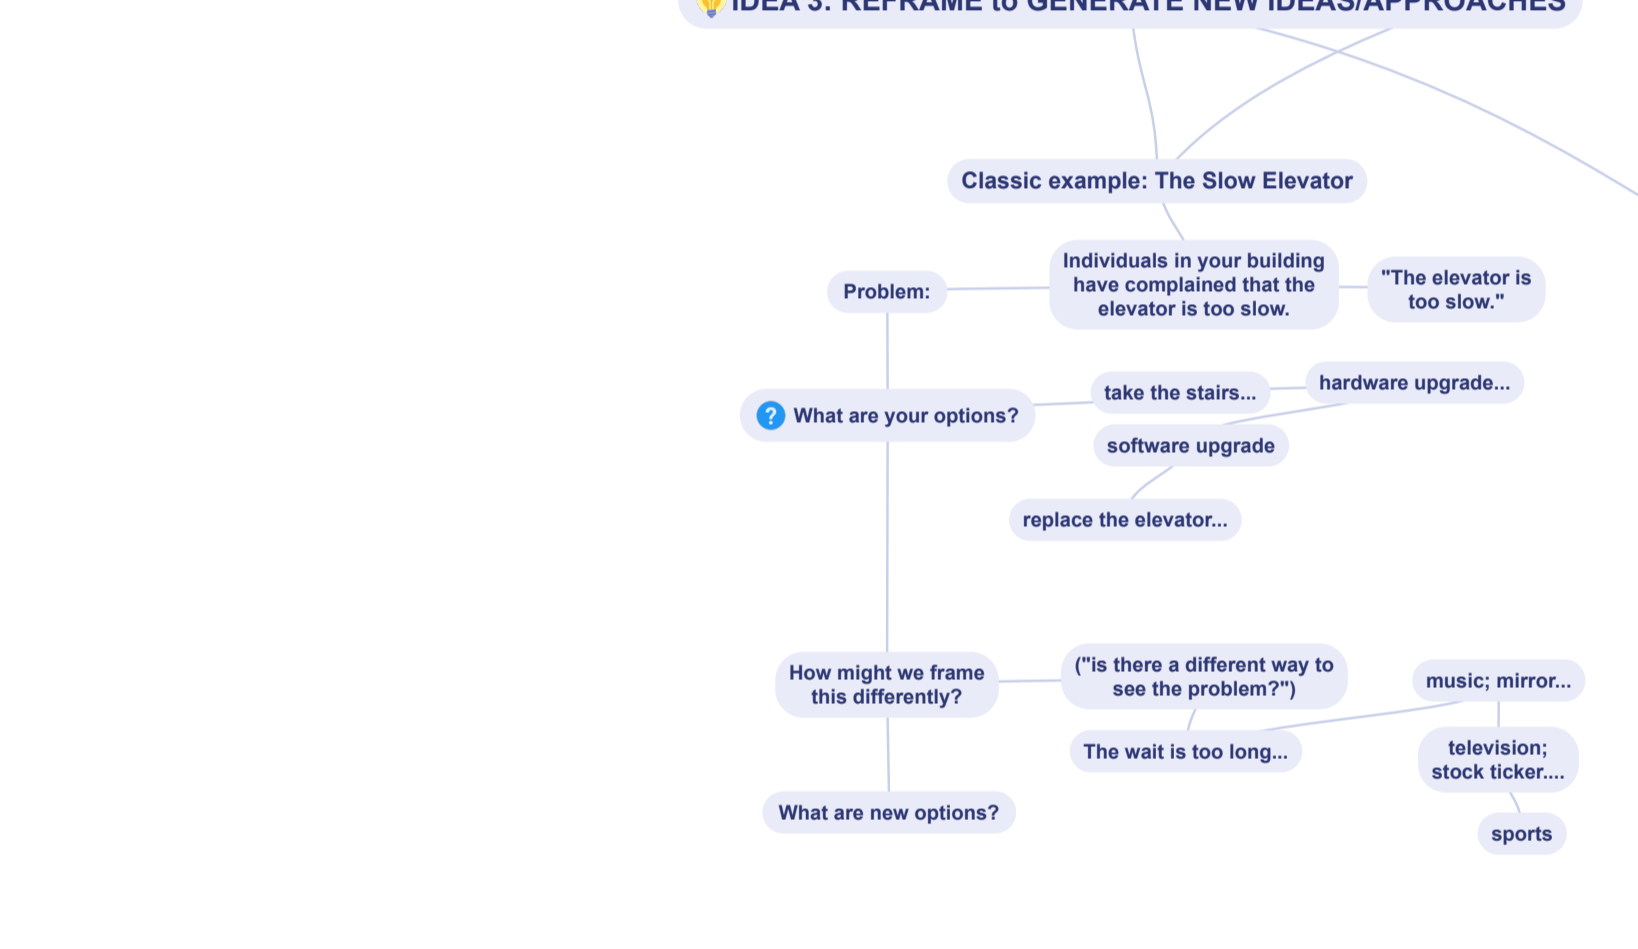 IDEA 3: REFRAME to GENERATE NEW IDEAS/APPROACHES
Classic example: The Slow Elevator
Problem:
Individuals in your building
have complained that the
elevator is too slow.
"The elevator is
too slow."
? What are your options?
take the stairs...
hardware upgrade...
software upgrade
replace the elevator...
How might we frame
this differently?
("is there a different way to
see the problem?")
The wait is too long...
music; mirror...
television;
stock ticker....
sports
What are new options?